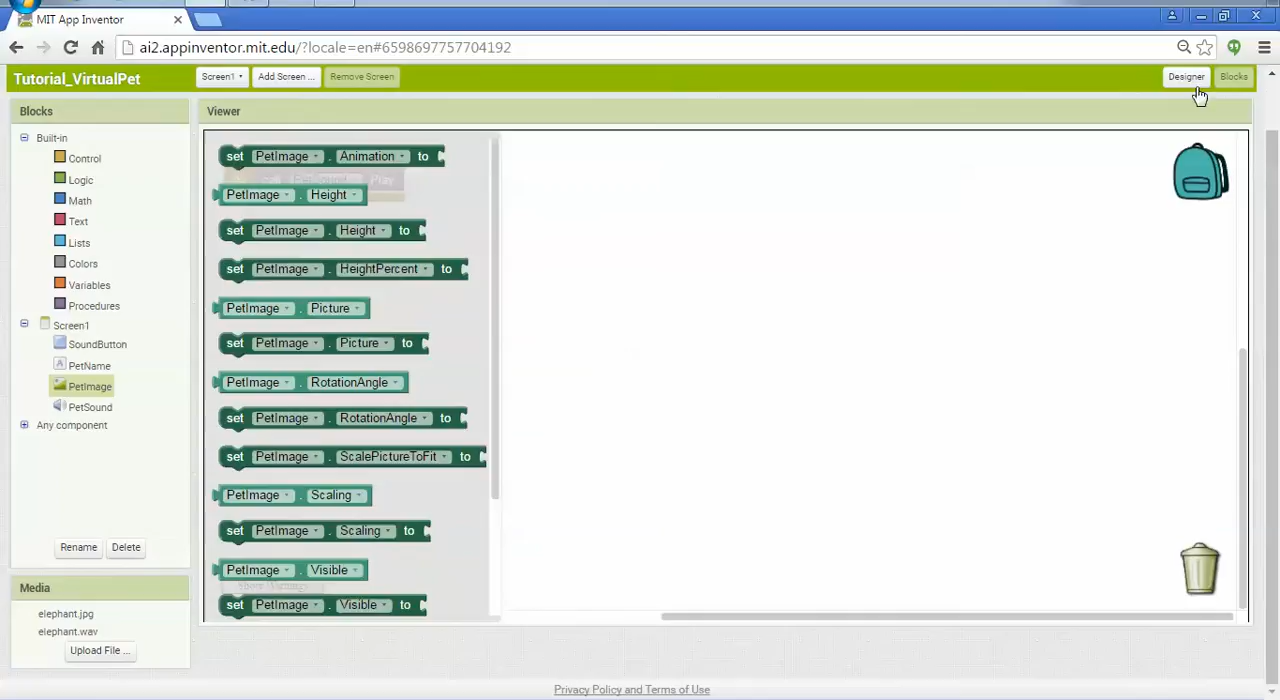 MIT App Inventor
ai2.appinventor.mit.edu/?locale=en#6598697757704192
Tutorial_VirtualPet
Screen1
Add Screen ...
Remove Screen
Designer
Blocks
Blocks
Viewer
Built-in
Control
Logic
Math
Text
Lists
Colors
Variables
Procedures
Screen1
SoundButton
PetName
PetImage
PetSound
Any component
Rename
Delete
Media
elephant.jpg
elephant.wav
Upload File ...
set PetImage . Animation to
PetImage . Height
set PetImage . Height to
set PetImage . HeightPercent to
PetImage . Picture
set PetImage . Picture to
PetImage . RotationAngle
set PetImage . RotationAngle to
set PetImage . ScalePictureToFit to
PetImage . Scaling
set PetImage . Scaling to
PetImage . Visible
Show Warnings
set PetImage . Visible to
Privacy Policy and Terms of Use